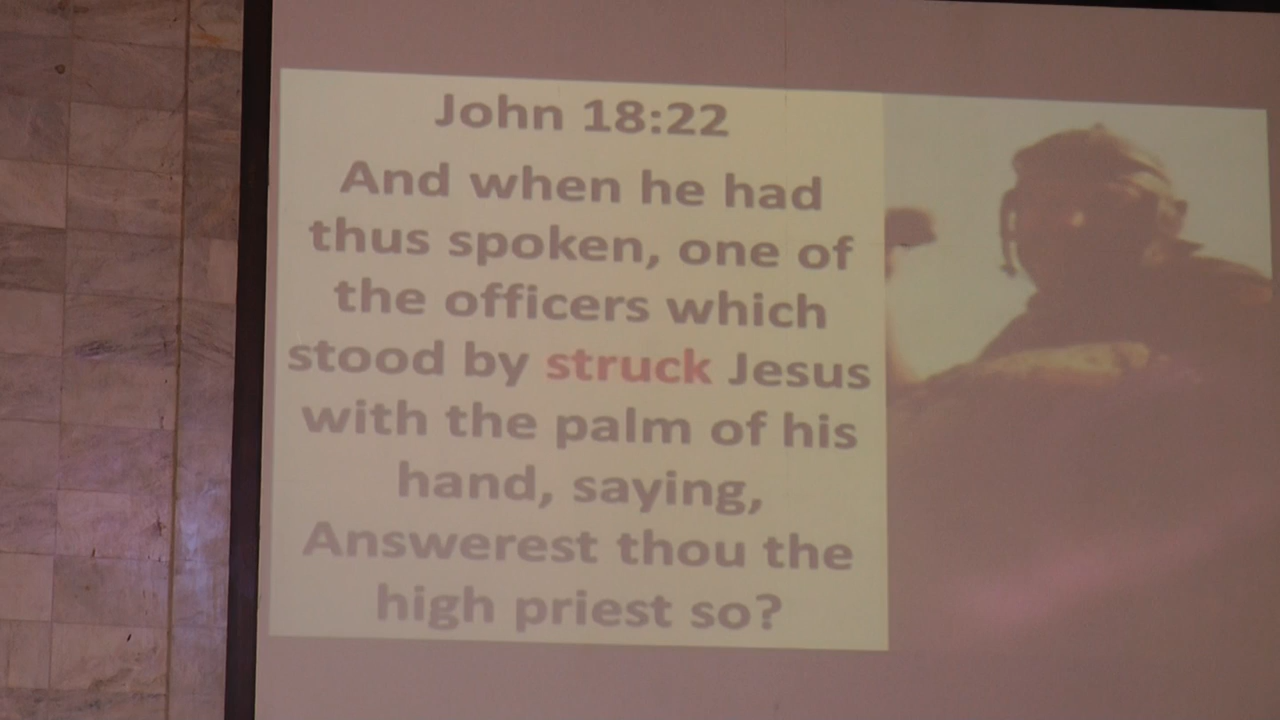 John 18:22
And when he had
thus spoken, one of
the officers which
stood by struck Jesus
with the palm of his
hand, saying,
Answerest thou the
high priest so?